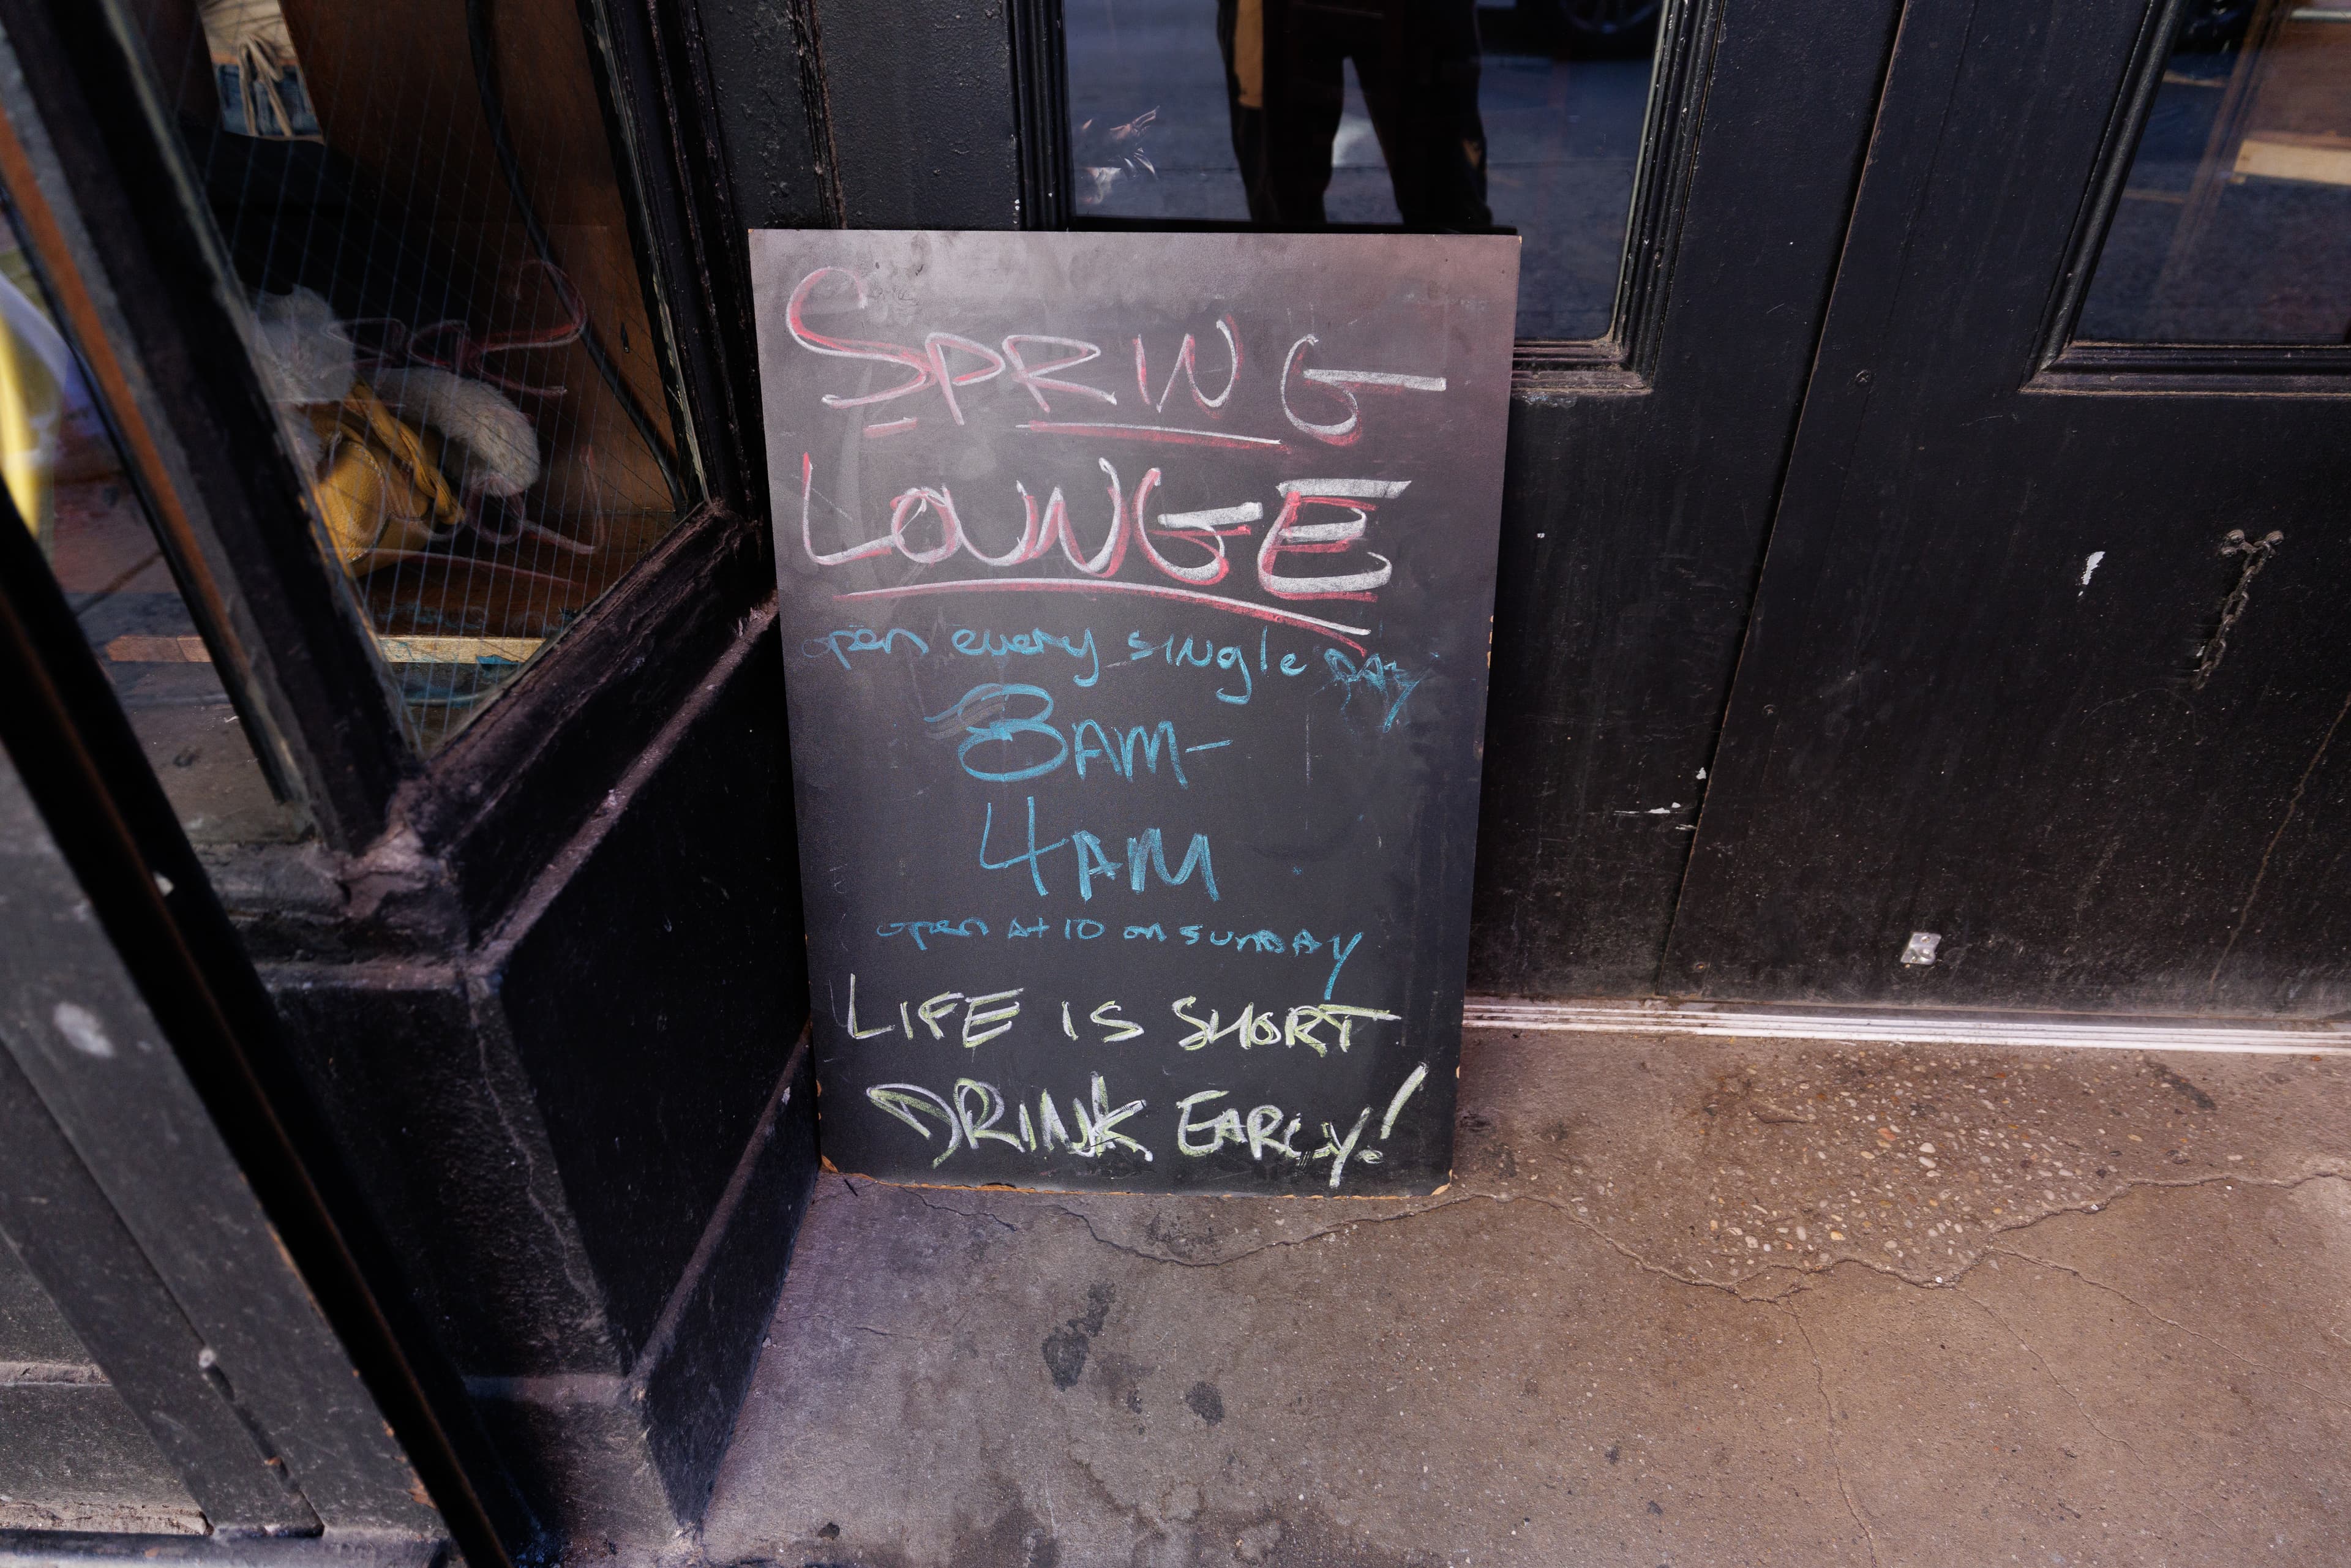 SPRING
LOUNGE
open every single DAY
8AM-
4AM
open At 10 on SUNDAY
LIFE IS SHORT
DRINK EARLY!